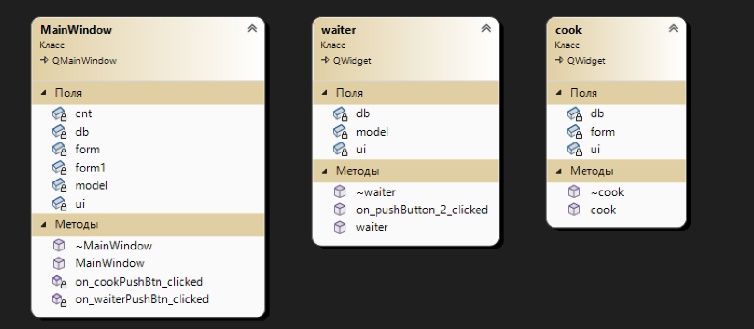 MainWindow
Класс
QMainWindow
Поля
cnt
db
form
form1
model
ui
Методы
~MainWindow
MainWindow
on_cookPushBtn_clicked
on_waiterPushBtn_clicked
waiter
Класс
QWidget
Поля
db
model
ui
Методы
~waiter
on_pushButton_2_clicked
waiter
cook
Класс
QWidget
Поля
db
form
ui
Методы
~cook
cook